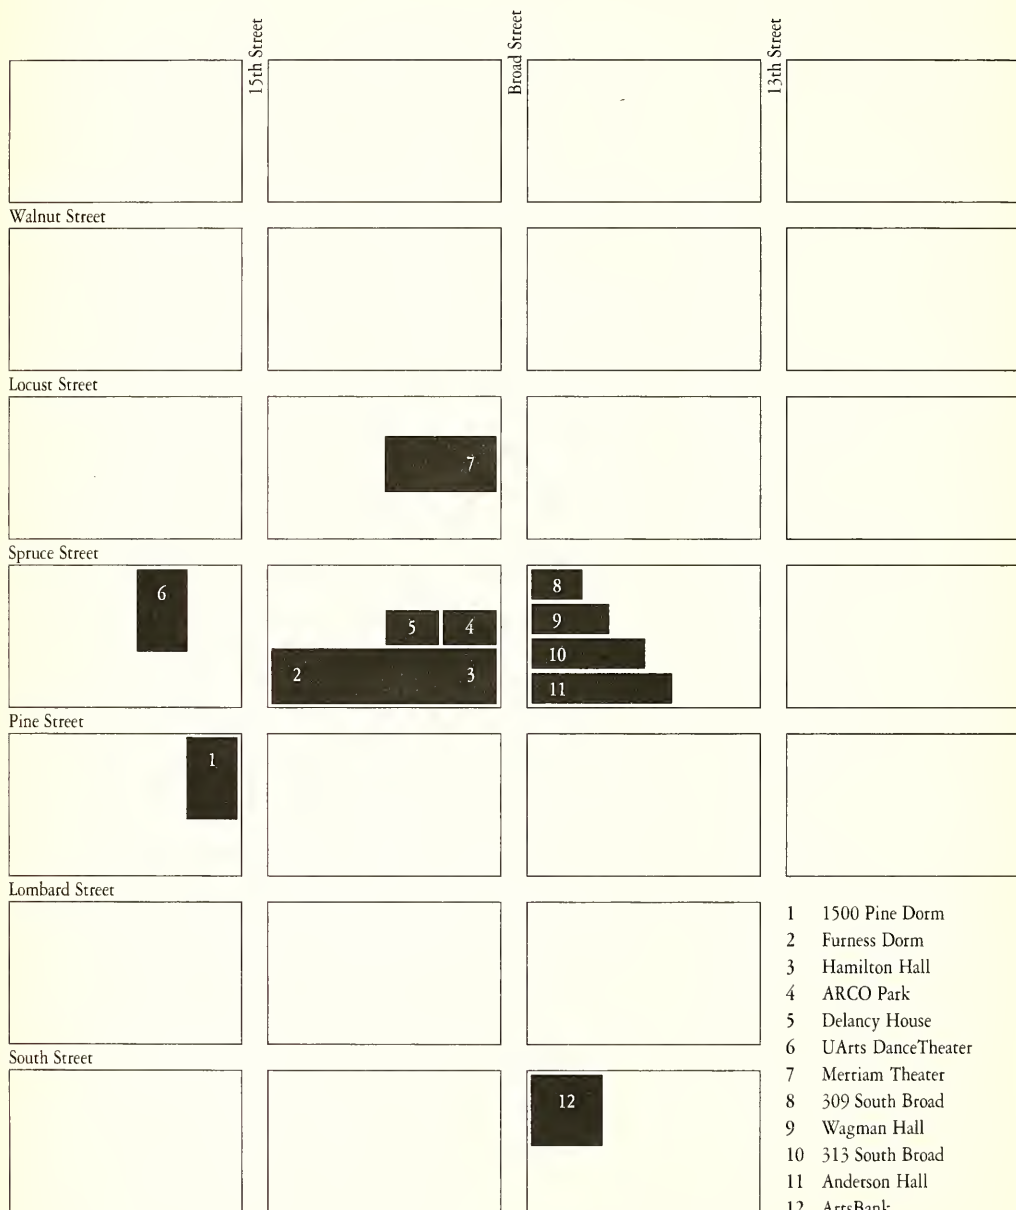 15th Street
Broad Street
13th Street
Walnut Street
Locust Street
7
Spruce Street
6
8
5
4
9
10
2
3
11
Pine Street
1
Lombard Street
1 1500 Pine Dorm
2 Furness Dorm
3 Hamilton Hall
4 ARCO Park
5 Delancy House
6 UArts DanceTheater
7 Merriam Theater
8 309 South Broad
9 Wagman Hall
10 313 South Broad
11 Anderson Hall
12 ArtsBank
South Street
12